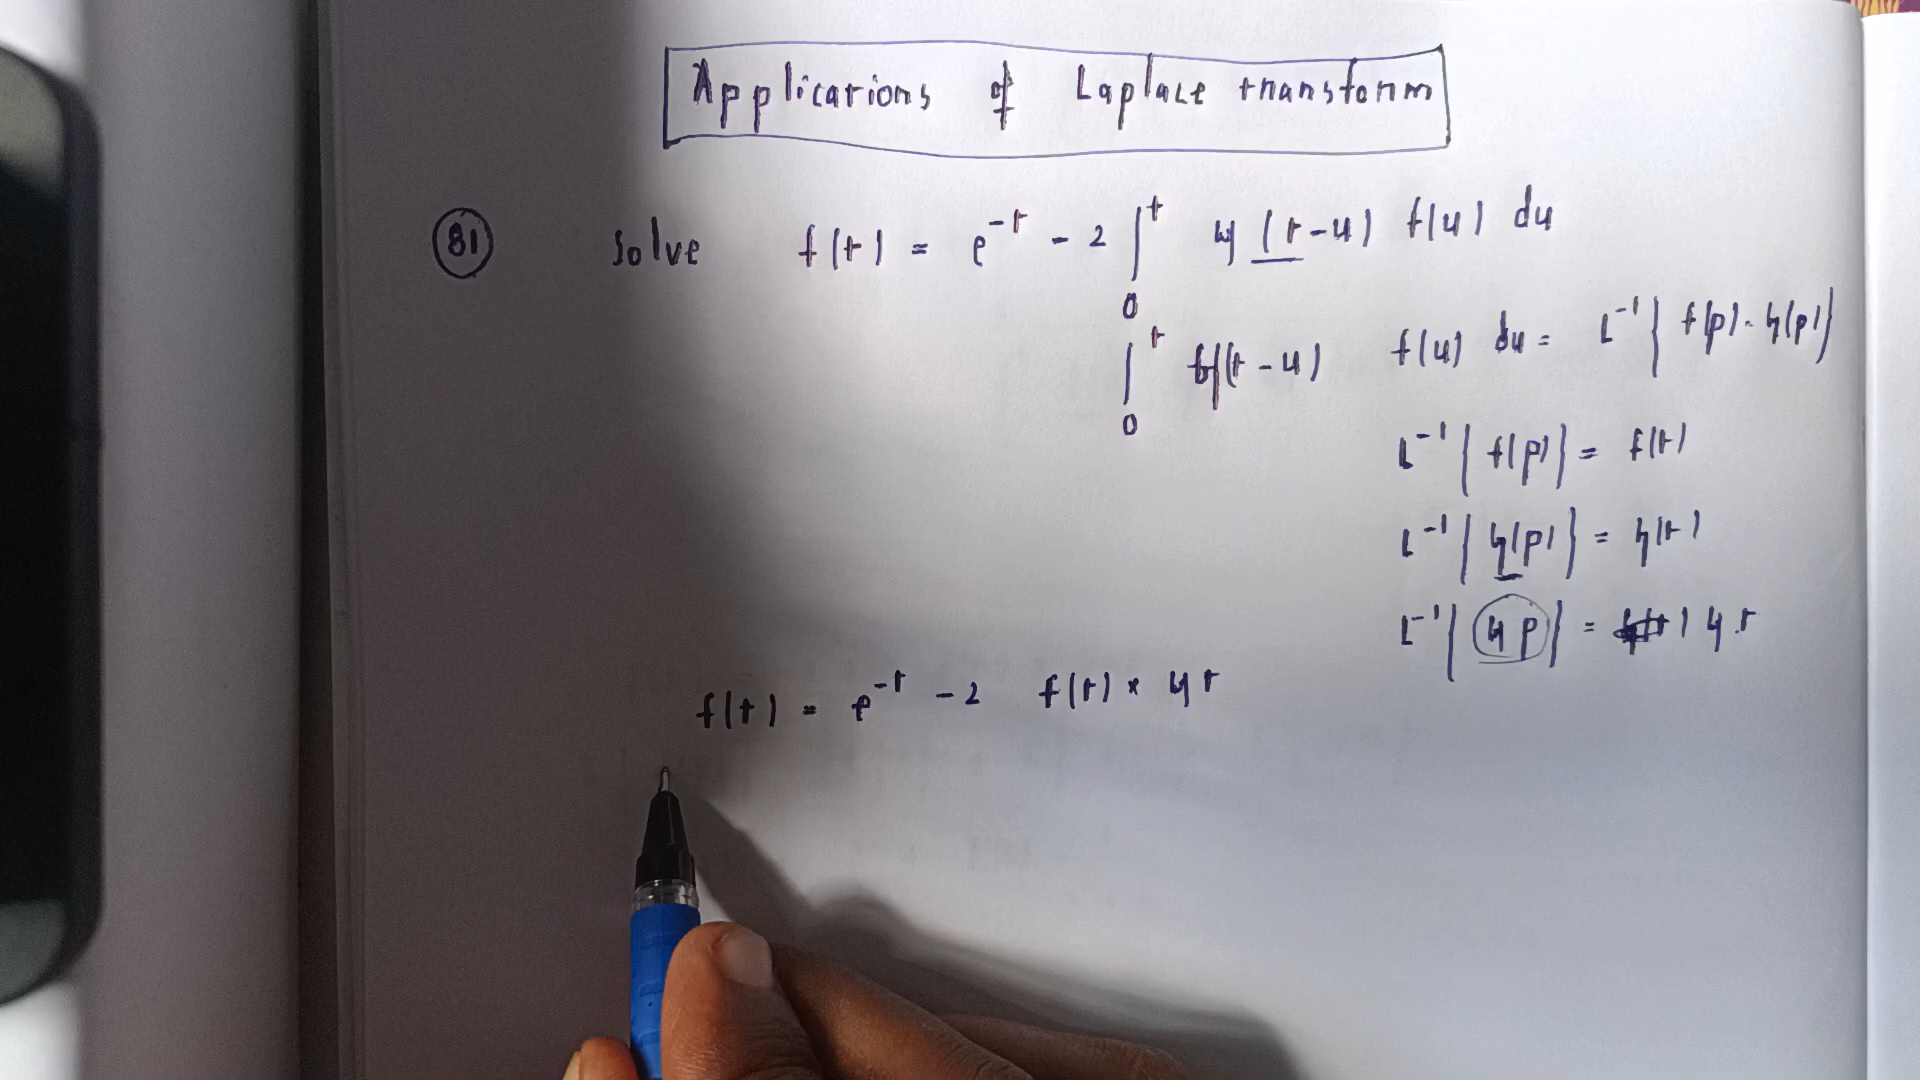 Applications of Laplace transform
(81) Solve f(t) = e^{-t} - 2 ∫_0^t 4 (t-u) f(u) du
∫_0^t (t-u) f(u) du = L^{-1} { f(p) · g(p) }
L^{-1} { f(p) } = f(t)
L^{-1} { g(p) } = g(t)
L^{-1} { 4p } = 4t
f(t) = e^{-t} - 2 f(t) * 4t